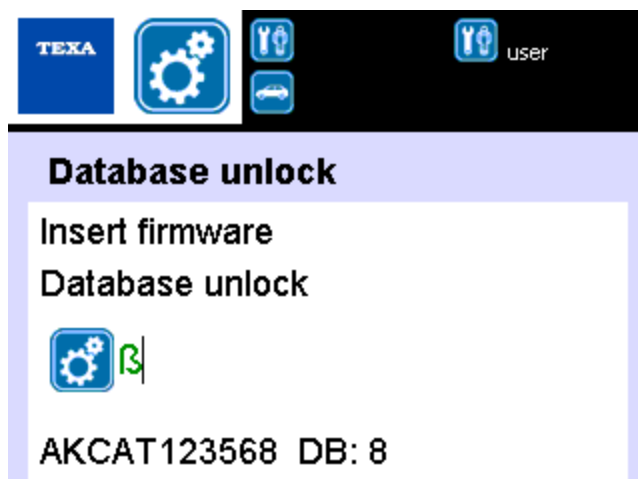 TEXA
user
Database unlock
Insert firmware
Database unlock
ß
AKCAT123568 DB: 8